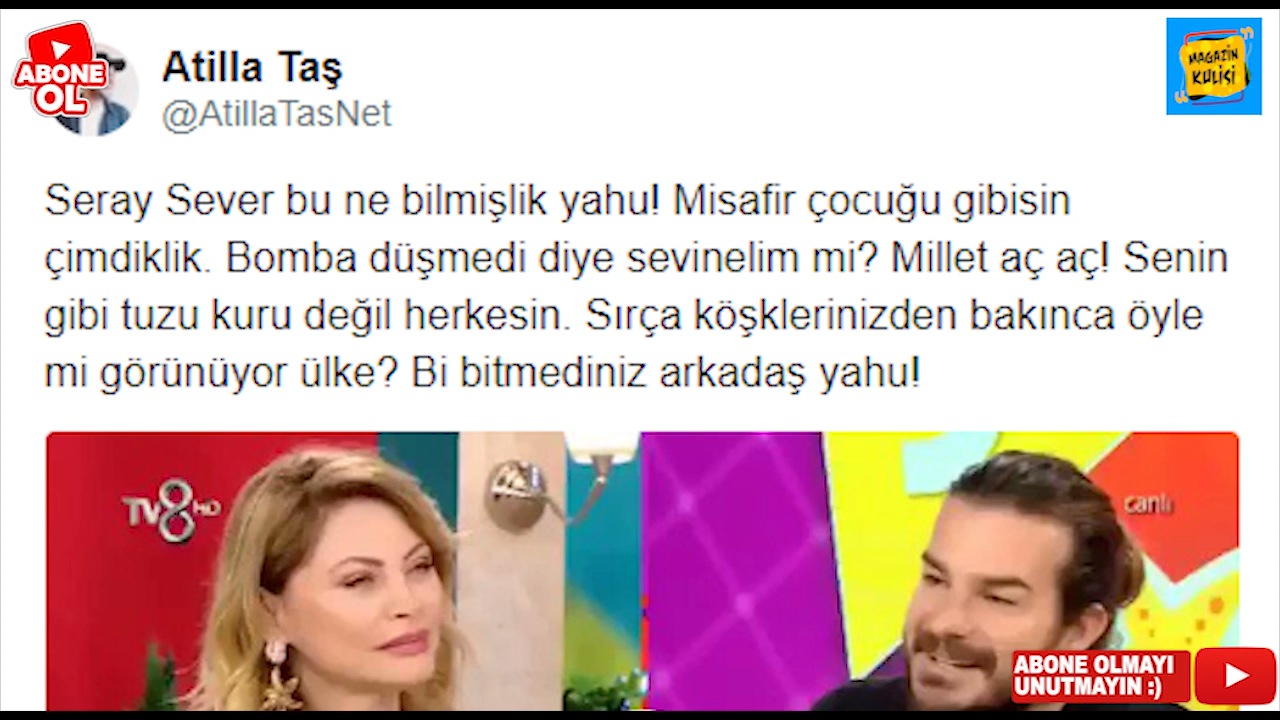 ABONE
OL
Atilla Taş
@AtillaTasNet
MAGAZİN
KULİSİ
Seray Sever bu ne bilmişlik yahu! Misafir çocuğu gibisin
çimdiklik. Bomba düşmedi diye sevinelim mi? Millet aç aç! Senin
gibi tuzu kuru değil herkesin. Sırça köşklerinizden bakınca öyle
mi görünüyor ülke? Bi bitmediniz arkadaş yahu!
TV8 HD
canlı
ABONE OLMAYI
UNUTMAYIN :)